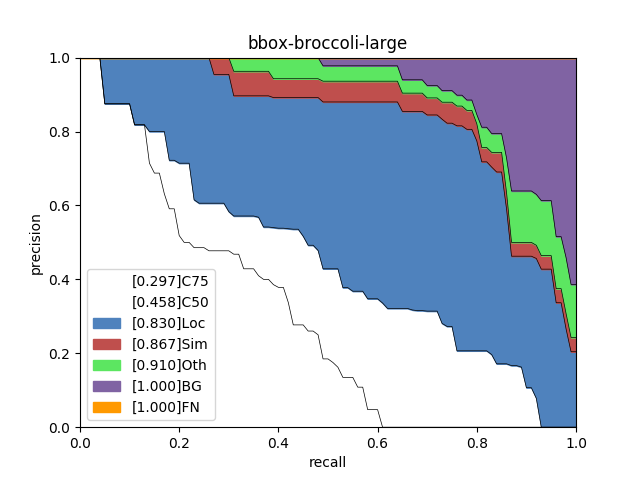 bbox-broccoli-large
precision
1.0
0.8
0.6
0.4
0.2
0.0
[0.297]C75
[0.458]C50
[0.830]Loc
[0.867]Sim
[0.910]Oth
[1.000]BG
[1.000]FN
0.0 0.2 0.4 0.6 0.8 1.0
recall